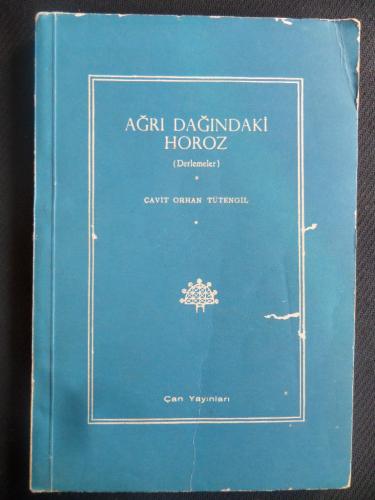 AĞRI DAĞINDAKİ
HOROZ
(Derlemeler)
CAVİT ORHAN TÜTENGİL
Çan Yayınları